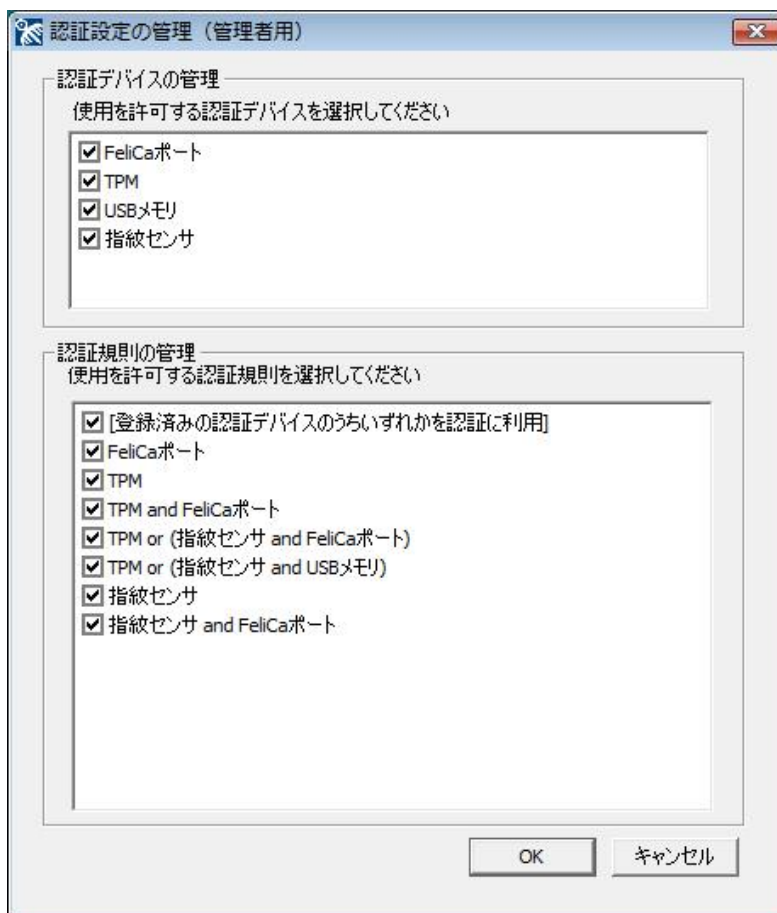 認証設定の管理（管理者用）
認証デバイスの管理
使用を許可する認証デバイスを選択してください
FeliCaポート
TPM
USBメモリ
指紋センサ
認証規則の管理
使用を許可する認証規則を選択してください
[登録済みの認証デバイスのうちいずれかを認証に利用]
FeliCaポート
TPM
TPM and FeliCaポート
TPM or (指紋センサ and FeliCaポート)
TPM or (指紋センサ and USBメモリ)
指紋センサ
指紋センサ and FeliCaポート
OK キャンセル